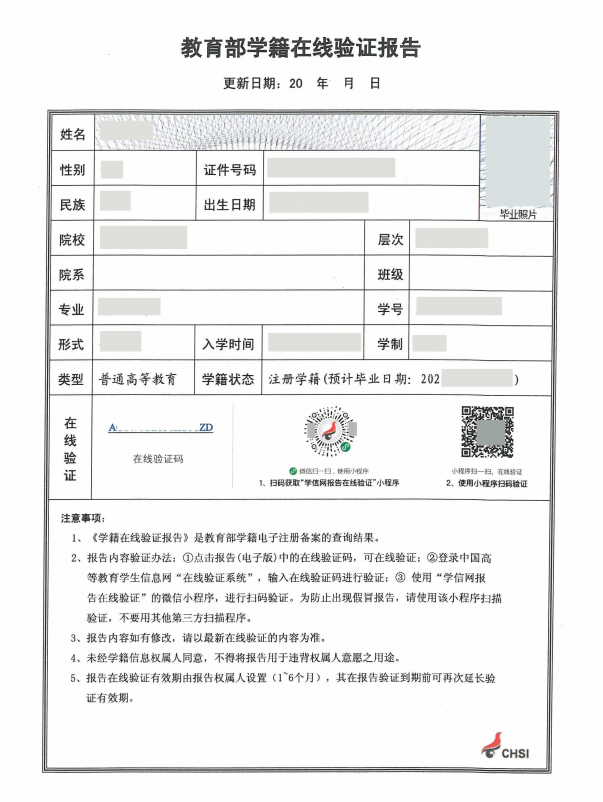 教育部学籍在线验证报告
更新日期：20 年 月 日
姓名
性别 证件号码
民族 出生日期
毕业照片
院校 层次
院系 班级
专业 学号
形式 入学时间 学制
类型 普通高等教育 学籍状态 注册学籍(预计毕业日期：202 )
在线验证
A ZD
在线验证码
微信扫一扫，使用小程序
1、扫码获取“学信网报告在线验证”小程序
小程序扫一扫，在线验证
2、使用小程序扫码验证
注意事项：
1、《学籍在线验证报告》是教育部学籍电子注册备案的查询结果。
2、报告内容验证办法：①点击报告(电子版)中的在线验证码，可在线验证；②登录中国高
等教育学生信息网“在线验证系统”，输入在线验证码进行验证；③ 使用“学信网报
告在线验证”的微信小程序，进行扫码验证。为防止出现假冒报告，请使用该小程序扫描
验证，不要用其他第三方扫描程序。
3、报告内容如有修改，请以最新在线验证的内容为准。
4、未经学籍信息权属人同意，不得将报告用于违背权属人意愿之用途。
5、报告在线验证有效期由报告权属人设置（1~6个月），其在报告验证到期前可再次延长验
证有效期。
CHSI